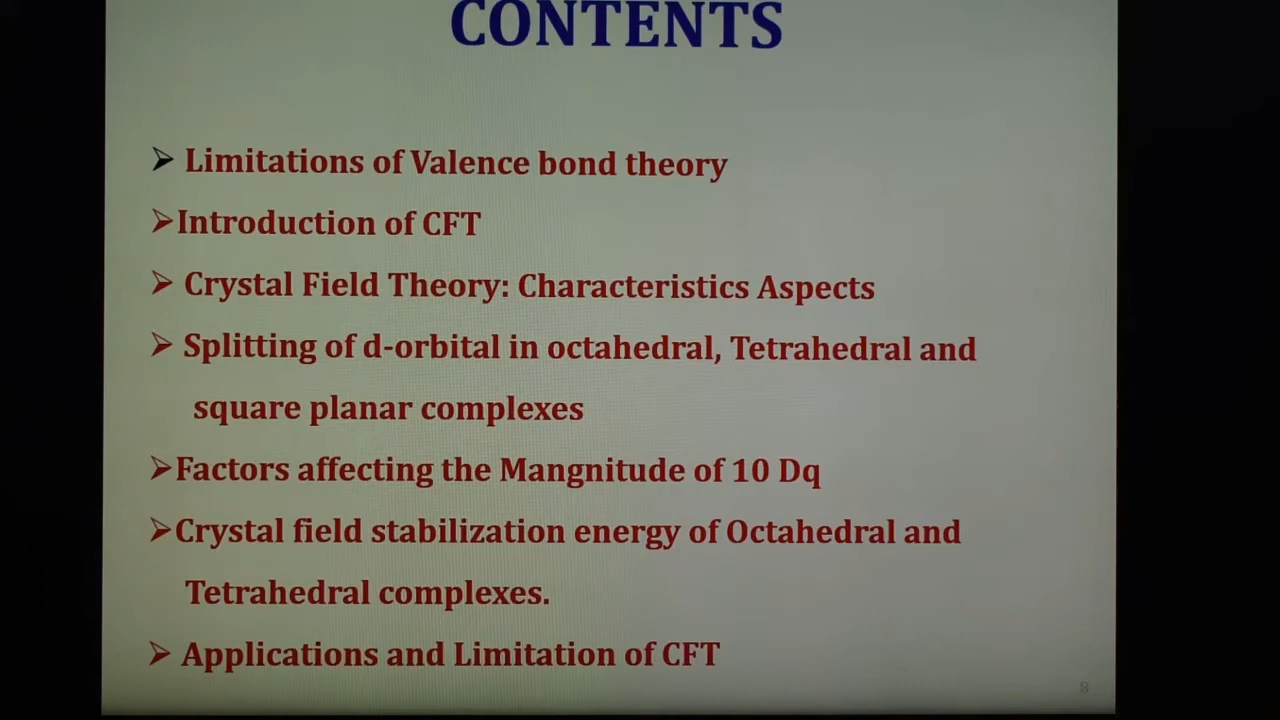 CONTENTS
➢ Limitations of Valence bond theory
➢Introduction of CFT
➢ Crystal Field Theory: Characteristics Aspects
➢ Splitting of d-orbital in octahedral, Tetrahedral and
square planar complexes
➢Factors affecting the Mangnitude of 10 Dq
➢Crystal field stabilization energy of Octahedral and
Tetrahedral complexes.
➢ Applications and Limitation of CFT
8